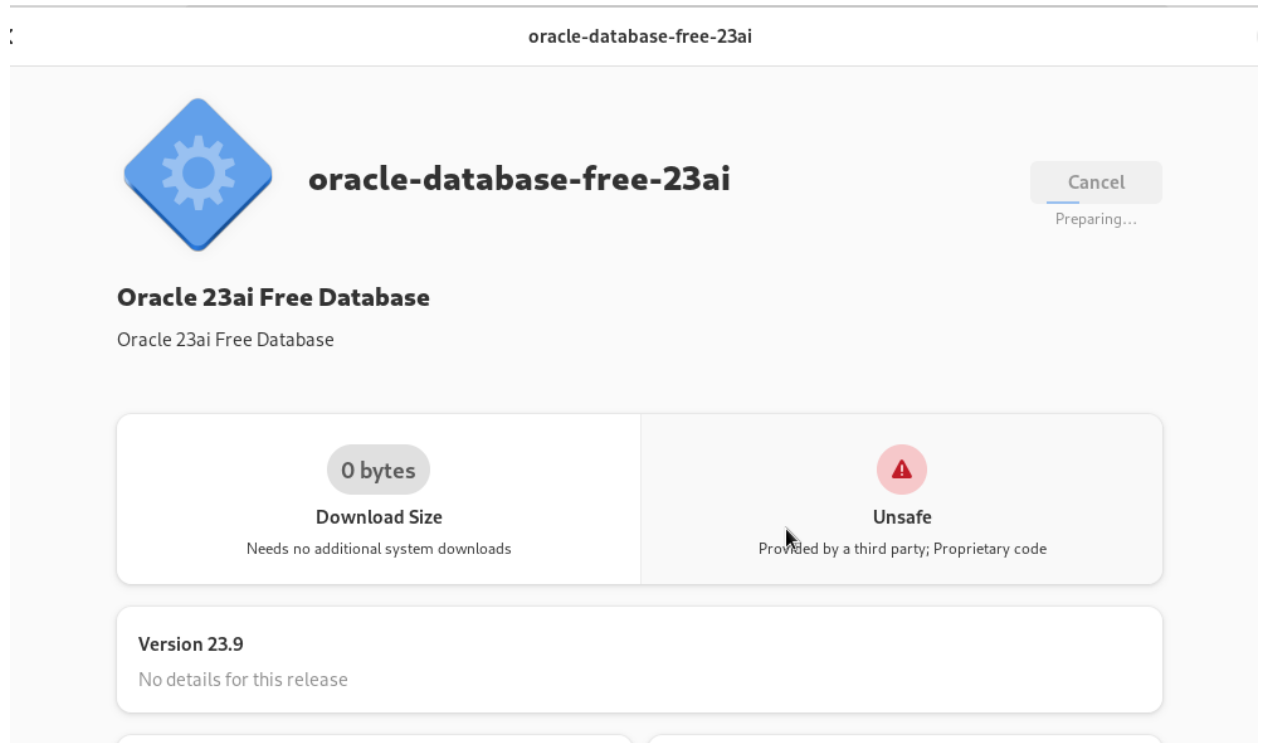 oracle-database-free-23ai
oracle-database-free-23ai
Cancel
Preparing...
Oracle 23ai Free Database
Oracle 23ai Free Database
0 bytes
Download Size
Needs no additional system downloads
Unsafe
Provided by a third party; Proprietary code
Version 23.9
No details for this release